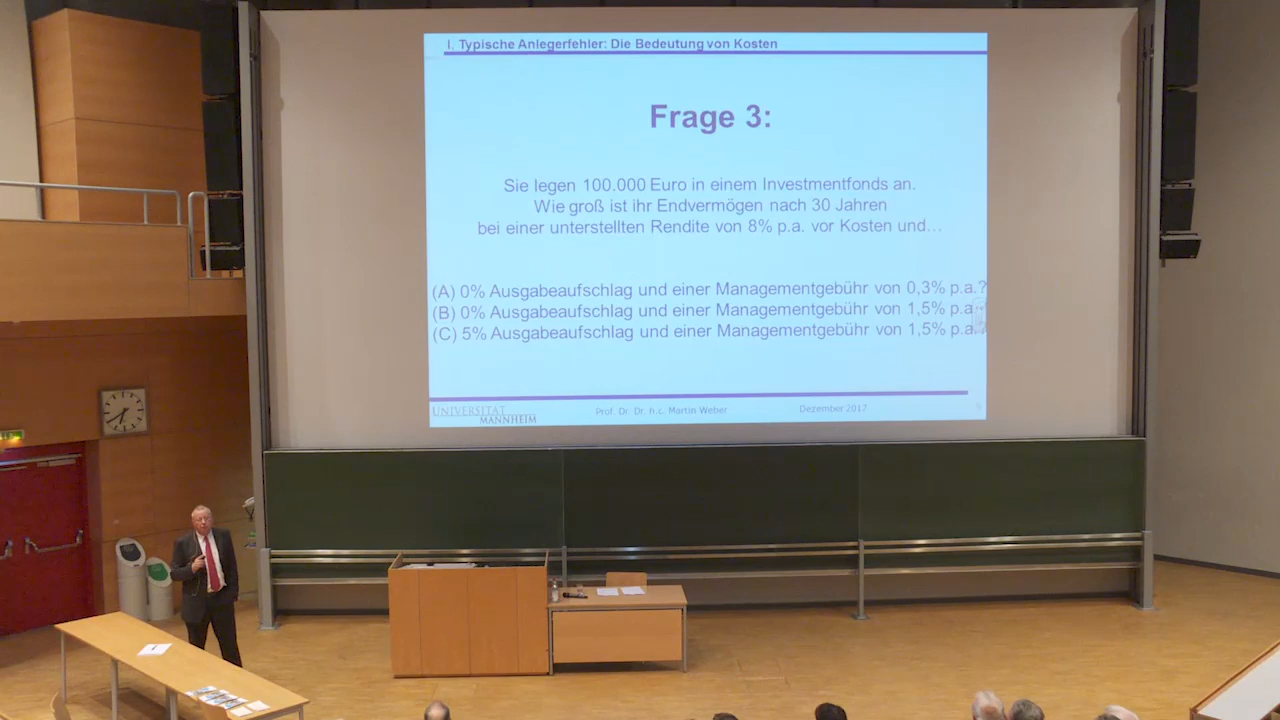 I. Typische Anlegerfehler: Die Bedeutung von Kosten
Frage 3:
Sie legen 100.000 Euro in einem Investmentfonds an.
Wie groß ist ihr Endvermögen nach 30 Jahren
bei einer unterstellten Rendite von 8% p.a. vor Kosten und…
(A) 0% Ausgabeaufschlag und einer Managementgebühr von 0,3% p.a.?
(B) 0% Ausgabeaufschlag und einer Managementgebühr von 1,5% p.a.
(C) 5% Ausgabeaufschlag und einer Managementgebühr von 1,5% p.a.?
UNIVERSITÄT
MANNHEIM
Prof. Dr. Dr. h.c. Martin Weber
Dezember 2017